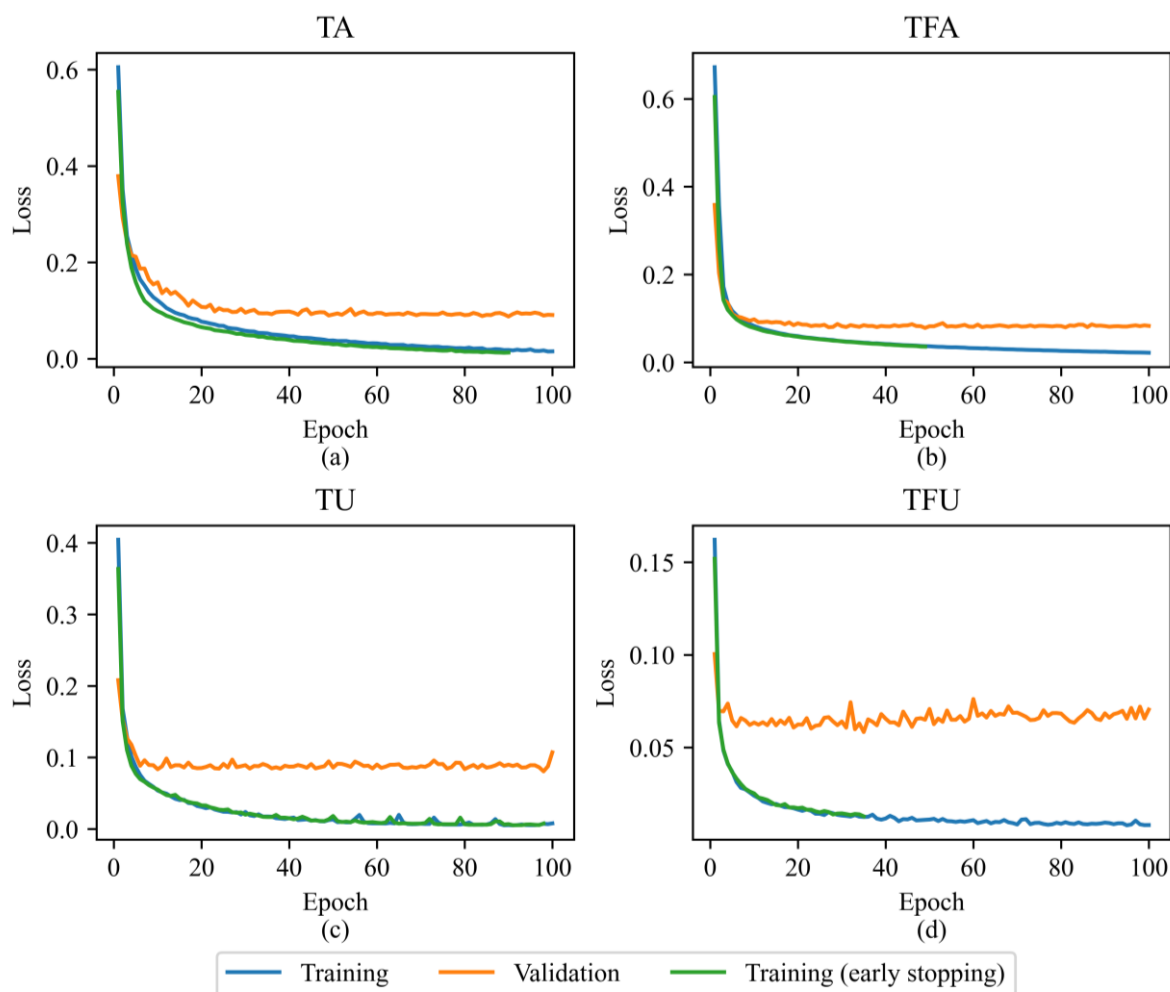 TA
TFA
0.6
0.4
0.2
0.0
Loss
0 20 40 60 80 100
Epoch
(a)
0.6
0.4
0.2
0.0
Loss
0 20 40 60 80 100
Epoch
(b)
TU
TFU
0.4
0.3
0.2
0.1
0.0
Loss
0 20 40 60 80 100
Epoch
(c)
0.15
0.10
0.05
Loss
0 20 40 60 80 100
Epoch
(d)
Training Validation Training (early stopping)